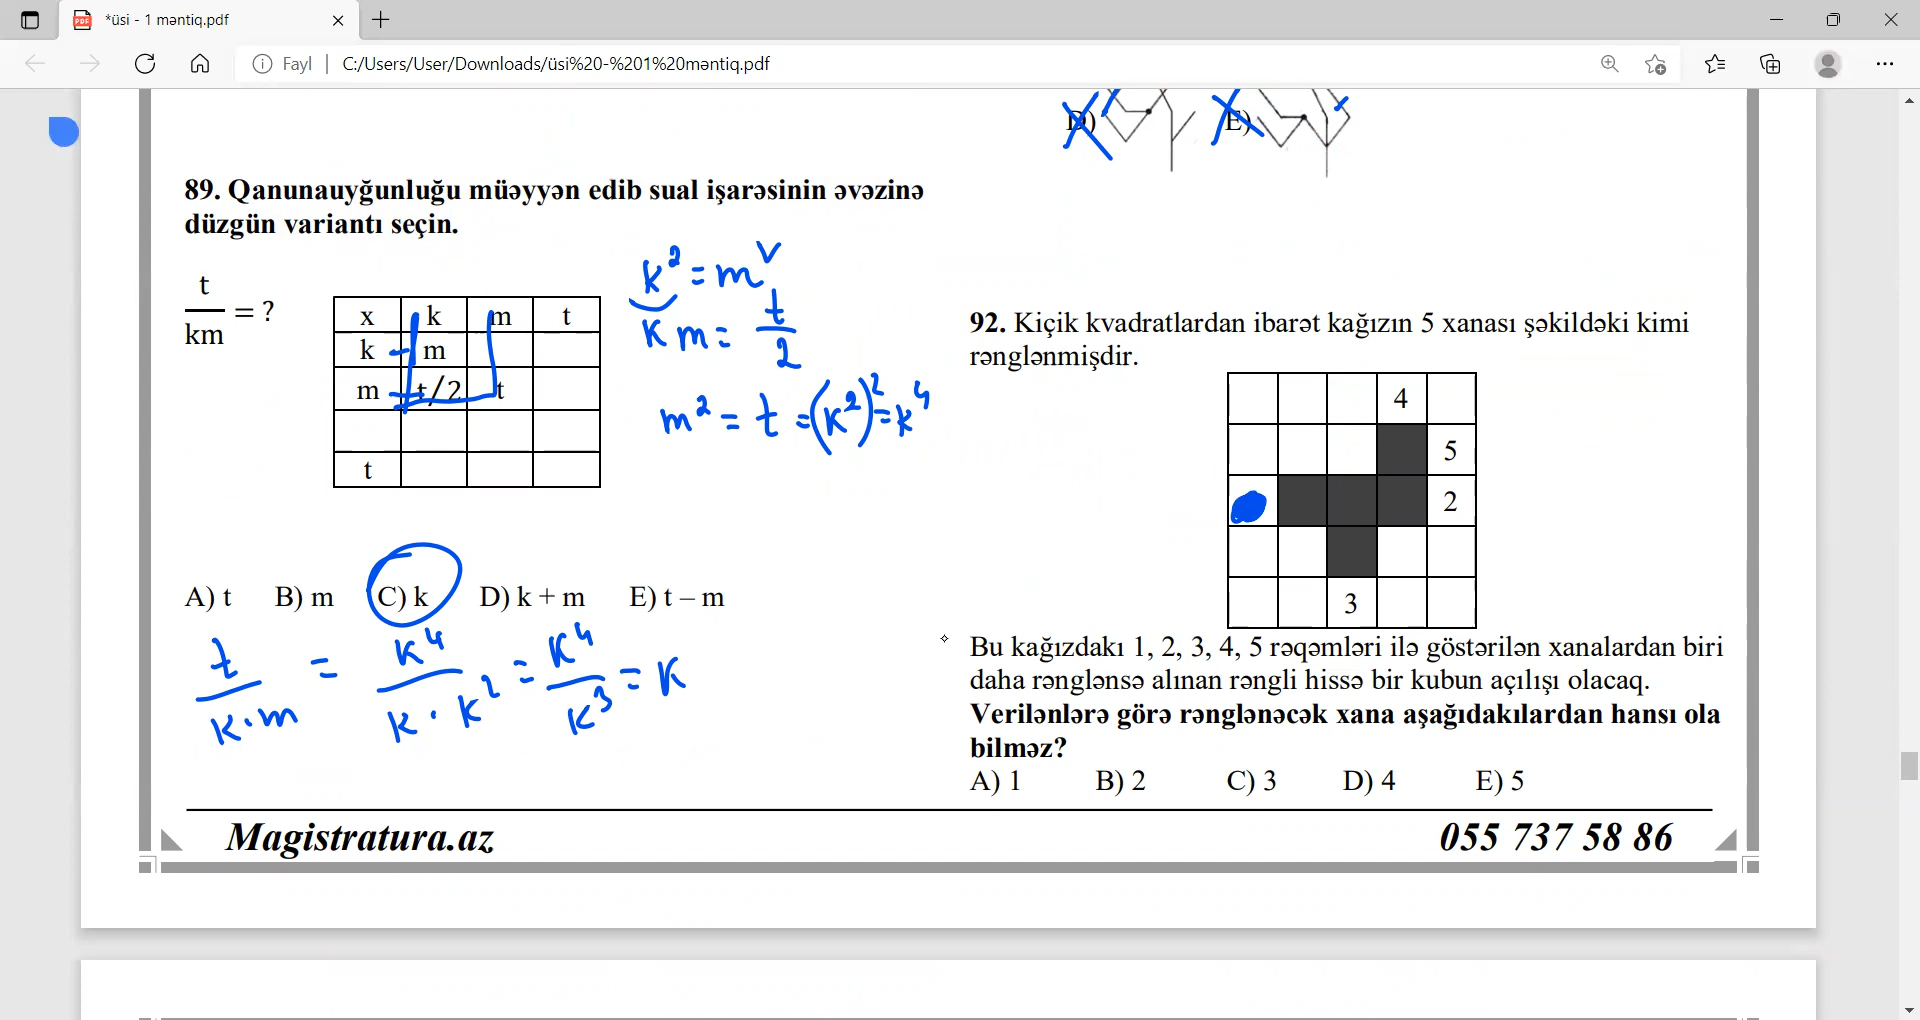 *üsi - 1 məntiq.pdf
Fayl | C:/Users/User/Downloads/üsi%20-%201%20məntiq.pdf
D) E)
89. Qanunauyğunluğu müəyyən edib sual işarəsinin əvəzinə
düzgün variantı seçin.
t/km = ?
x k m t
k m
m t/2 t
t
k² = m
km = t/2
m² = t = (k²)² = k⁴
A) t B) m C) k D) k + m E) t – m
t/k·m = k⁴/k·k² = k⁴/k³ = k
92. Kiçik kvadratlardan ibarət kağızın 5 xanası şəkildəki kimi
rənglənmişdir.
4
5
2
3
Bu kağızdakı 1, 2, 3, 4, 5 rəqəmləri ilə göstərilən xanalardan biri
daha rənglənsə alınan rəngli hissə bir kubun açılışı olacaq.
Verilənlərə görə rənglənəcək xana aşağıdakılardan hansı ola
bilməz?
A) 1 B) 2 C) 3 D) 4 E) 5
Magistratura.az 055 737 58 86